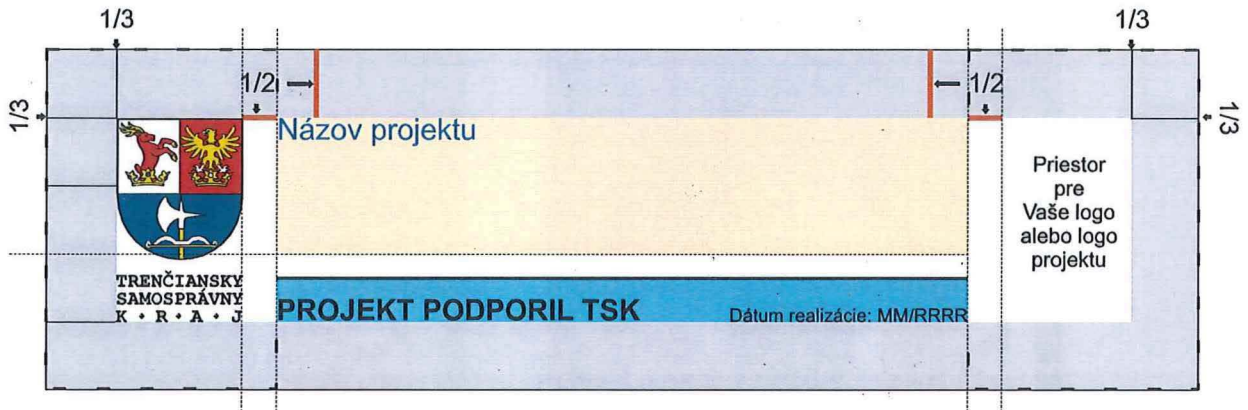 1/3
1/3
1/2
1/2
1/3
1/3
Názov projektu
Priestor
pre
Vaše logo
alebo logo
projektu
TRENČIANSKY
SAMOSPRÁVNY
K • R • A • J
PROJEKT PODPORIL TSK
Dátum realizácie: MM/RRRR